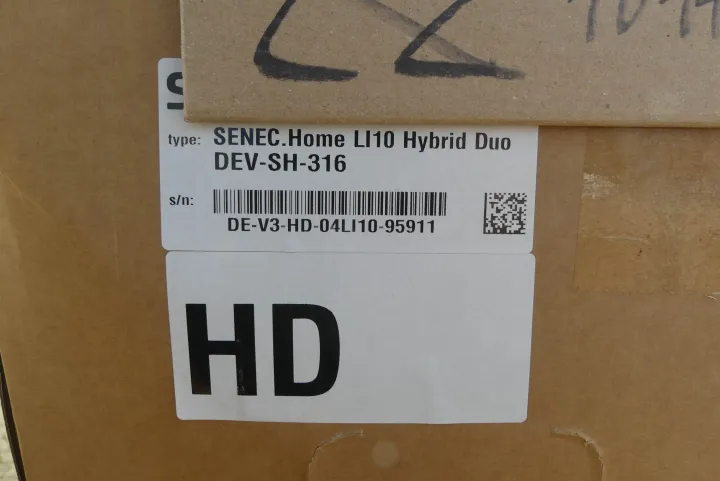 type: SENEC.Home LI10 Hybrid Duo
DEV-SH-316
s/n:
DE-V3-HD-04LI10-95911
HD